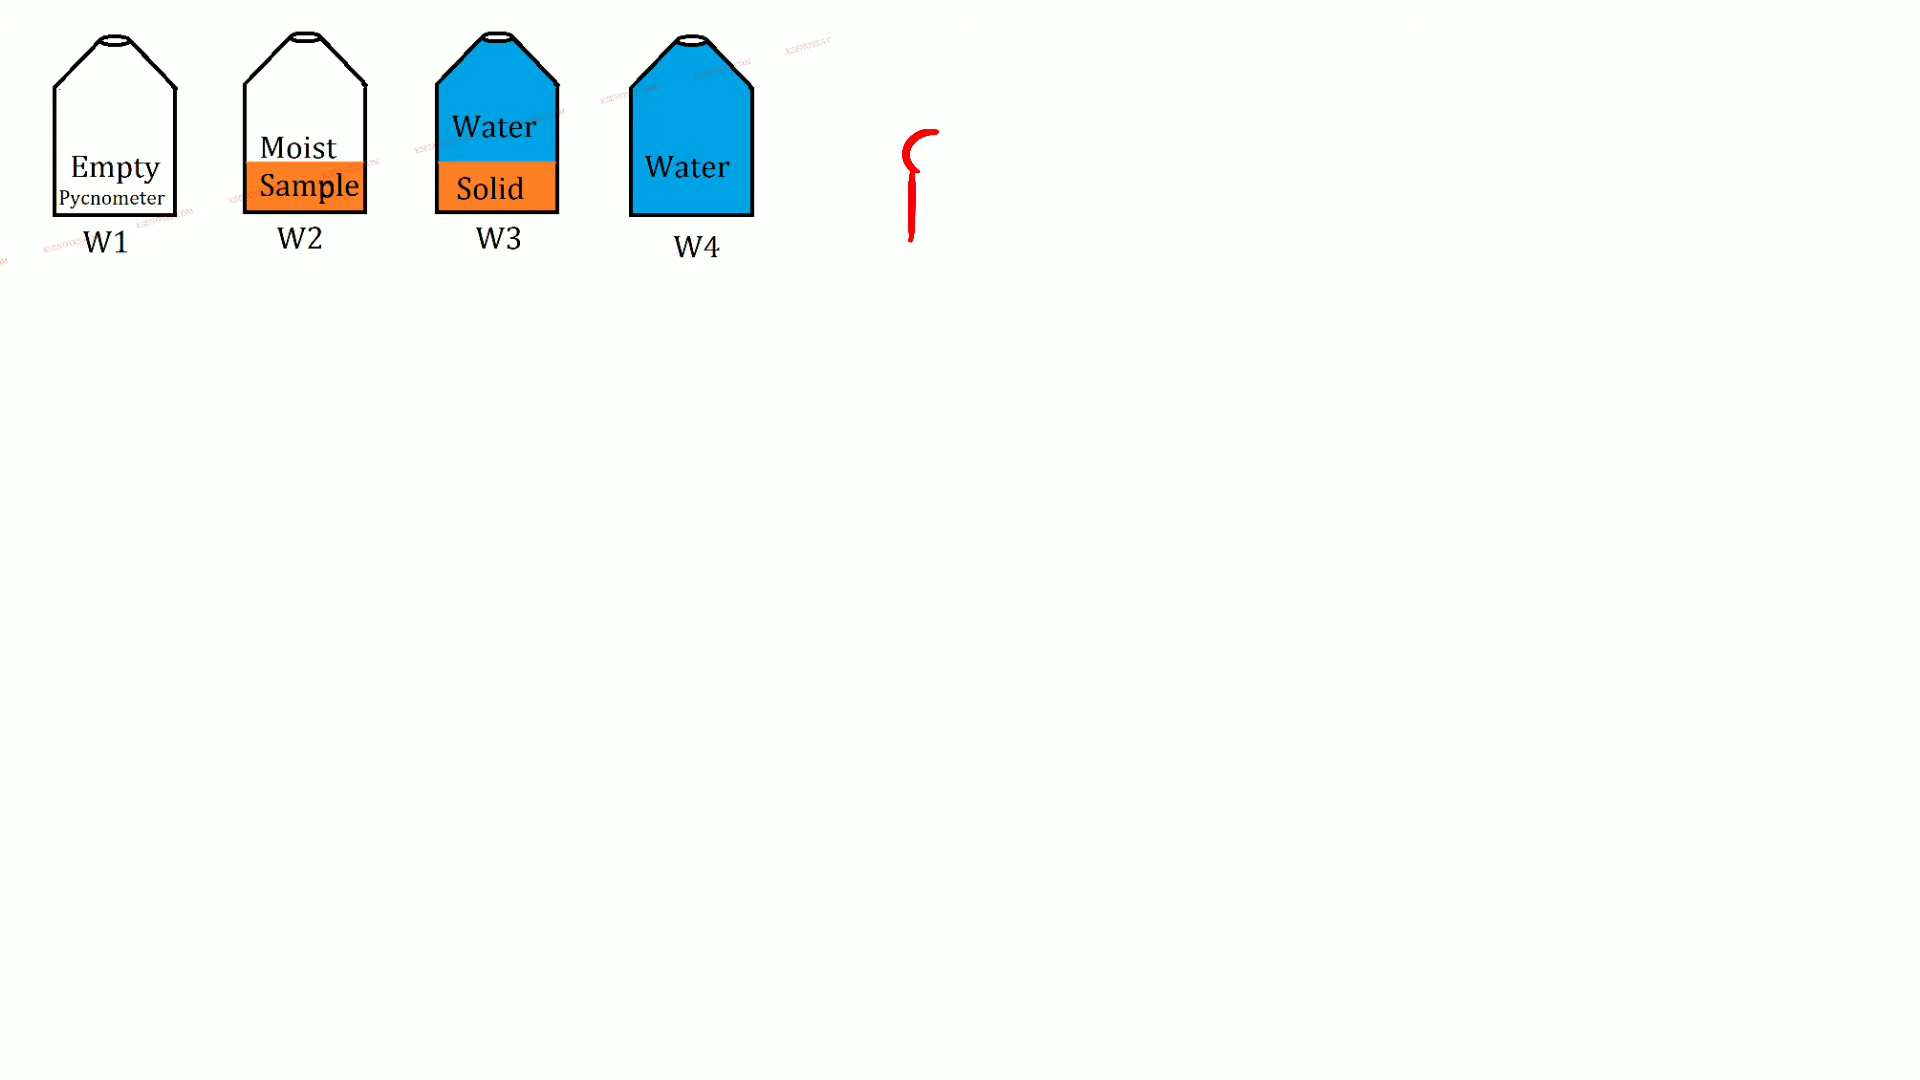 Empty
Pycnometer
W1
Moist
Sample
W2
Water
Solid
W3
Water
W4